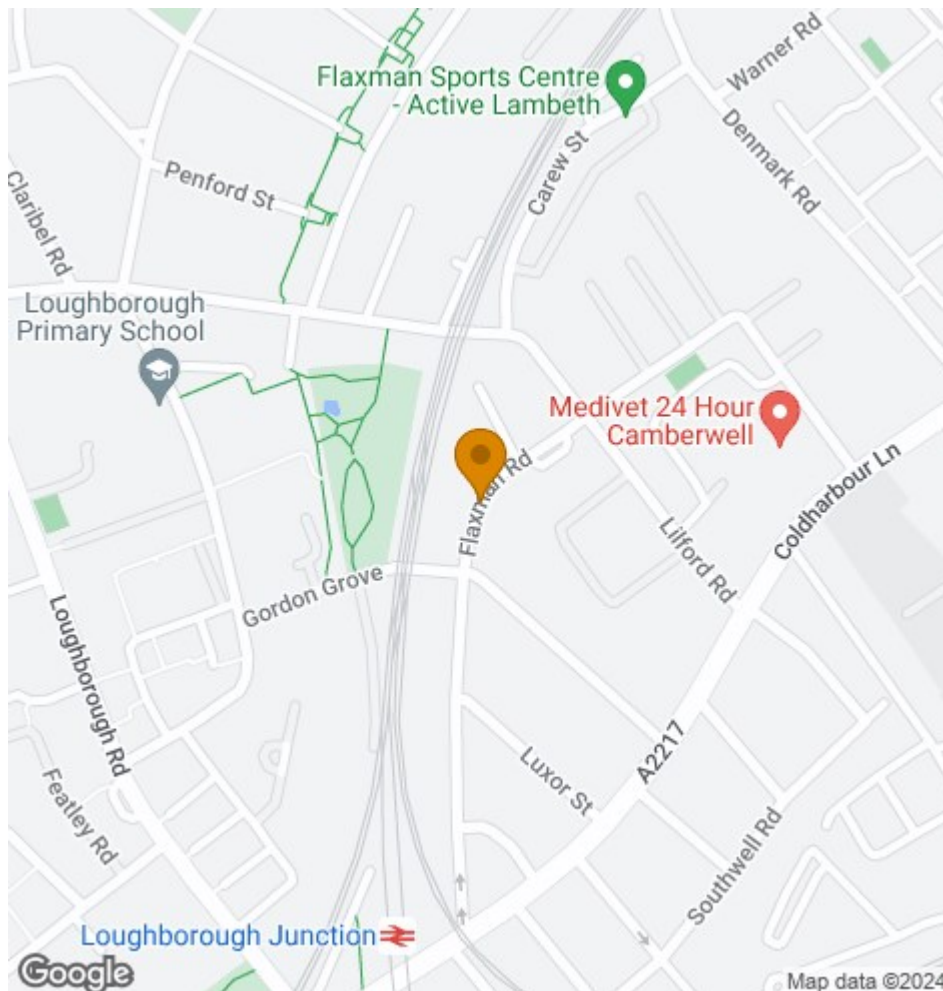 Flaxman Sports Centre
- Active Lambeth
Warner Rd
Denmark Rd
Carew St
Penford St
Claribel Rd
Loughborough
Primary School
Medivet 24 Hour
Camberwell
Coldharbour Ln
Flaxman Rd
Lilford Rd
Gordon Grove
Loughborough Rd
A2217
Luxor St
Featley Rd
Southwell Rd
Loughborough Junction
Google
Map data ©2024